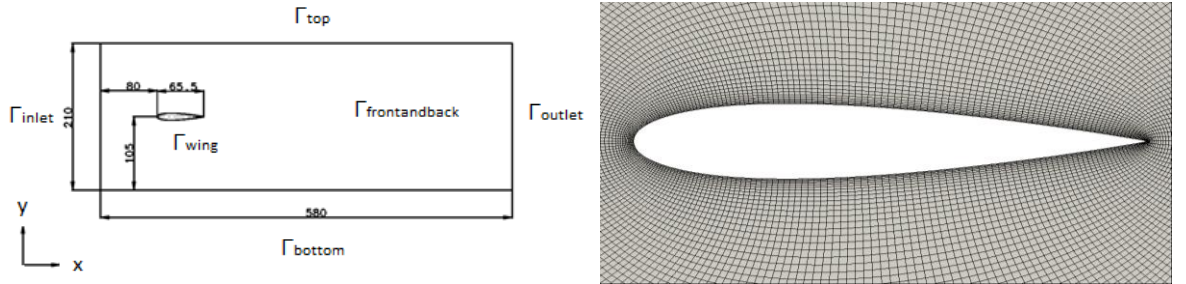 Γtop
80
65.5
Γinlet
210
Γfrontandback
Γoutlet
Γwing
105
580
y
Γbottom
x